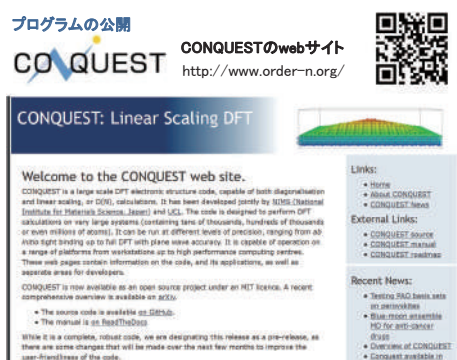 プログラムの公開
CONQUEST
CONQUESTのwebサイト
http://www.order-n.org/
CONQUEST: Linear Scaling DFT
Welcome to the CONQUEST web site.
CONQUEST is a large scale DFT electronic structure code, capable of both diagonalisation
and linear scaling, or O(N), calculations. It has been developed jointly by NIMS (National
Institute for Materials Science, Japan) and UCL. The code is designed to perform DFT
calculations on very large systems (containing tens of thousands, hundreds of thousands
or even millions of atoms). It can be run at different levels of precision, ranging from ab
initio tight binding up to full DFT with plane wave accuracy. It is capable of operation on
a range of platforms from workstations up to high performance computing centres.
These web pages contain information on the code, and its applications, as well as
separate areas for developers.
CONQUEST is now available as an open source project under an MIT licence. A recent
comprehensive overview is available on arXiv.
• The source code is available on GitHub.
• The manual is on ReadTheDocs
While it is a complete, robust code, we are designating this release as a pre-release, as
there are some changes that will be made over the next few months to improve the
user-friendliness of the code.
Links:
• Home
• About CONQUEST
• CONQUEST News
External Links:
• CONQUEST source
• CONQUEST manual
• CONQUEST roadmap
Recent News:
• Testing PAO basis sets
on perovskites
• Blue-moon ensemble
MD for anti-cancer
drugs
• Overview of CONQUEST
• Conquest available in